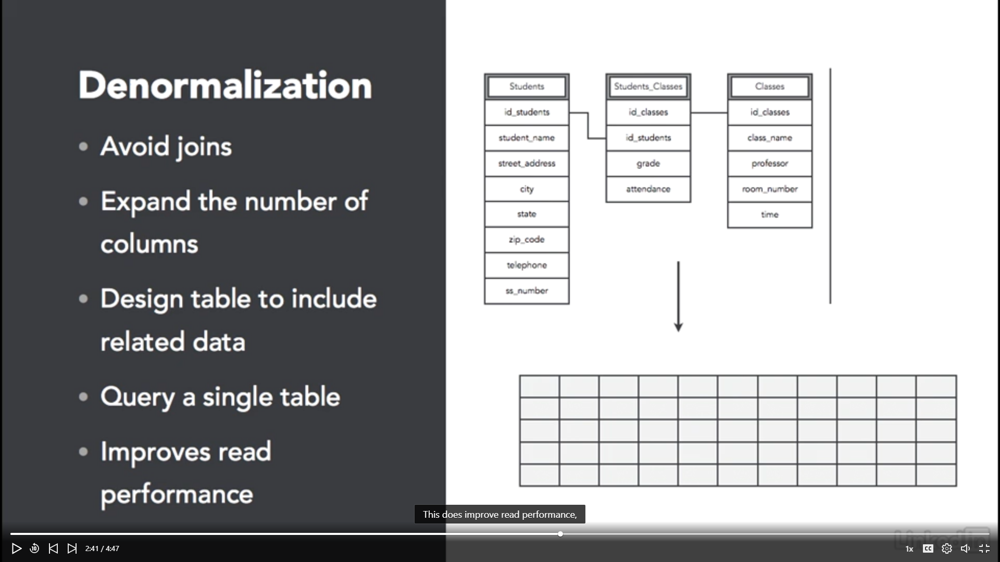 Denormalization
• Avoid joins
• Expand the number of
columns
• Design table to include
related data
• Query a single table
• Improves read
performance
Students
id_students
student_name
street_address
city
state
zip_code
telephone
ss_number
Students_Classes
id_classes
id_students
grade
attendance
Classes
id_classes
class_name
professor
room_number
time
This does improve read performance,
10
2:41 / 4:47
1x
CC
LinkedIn